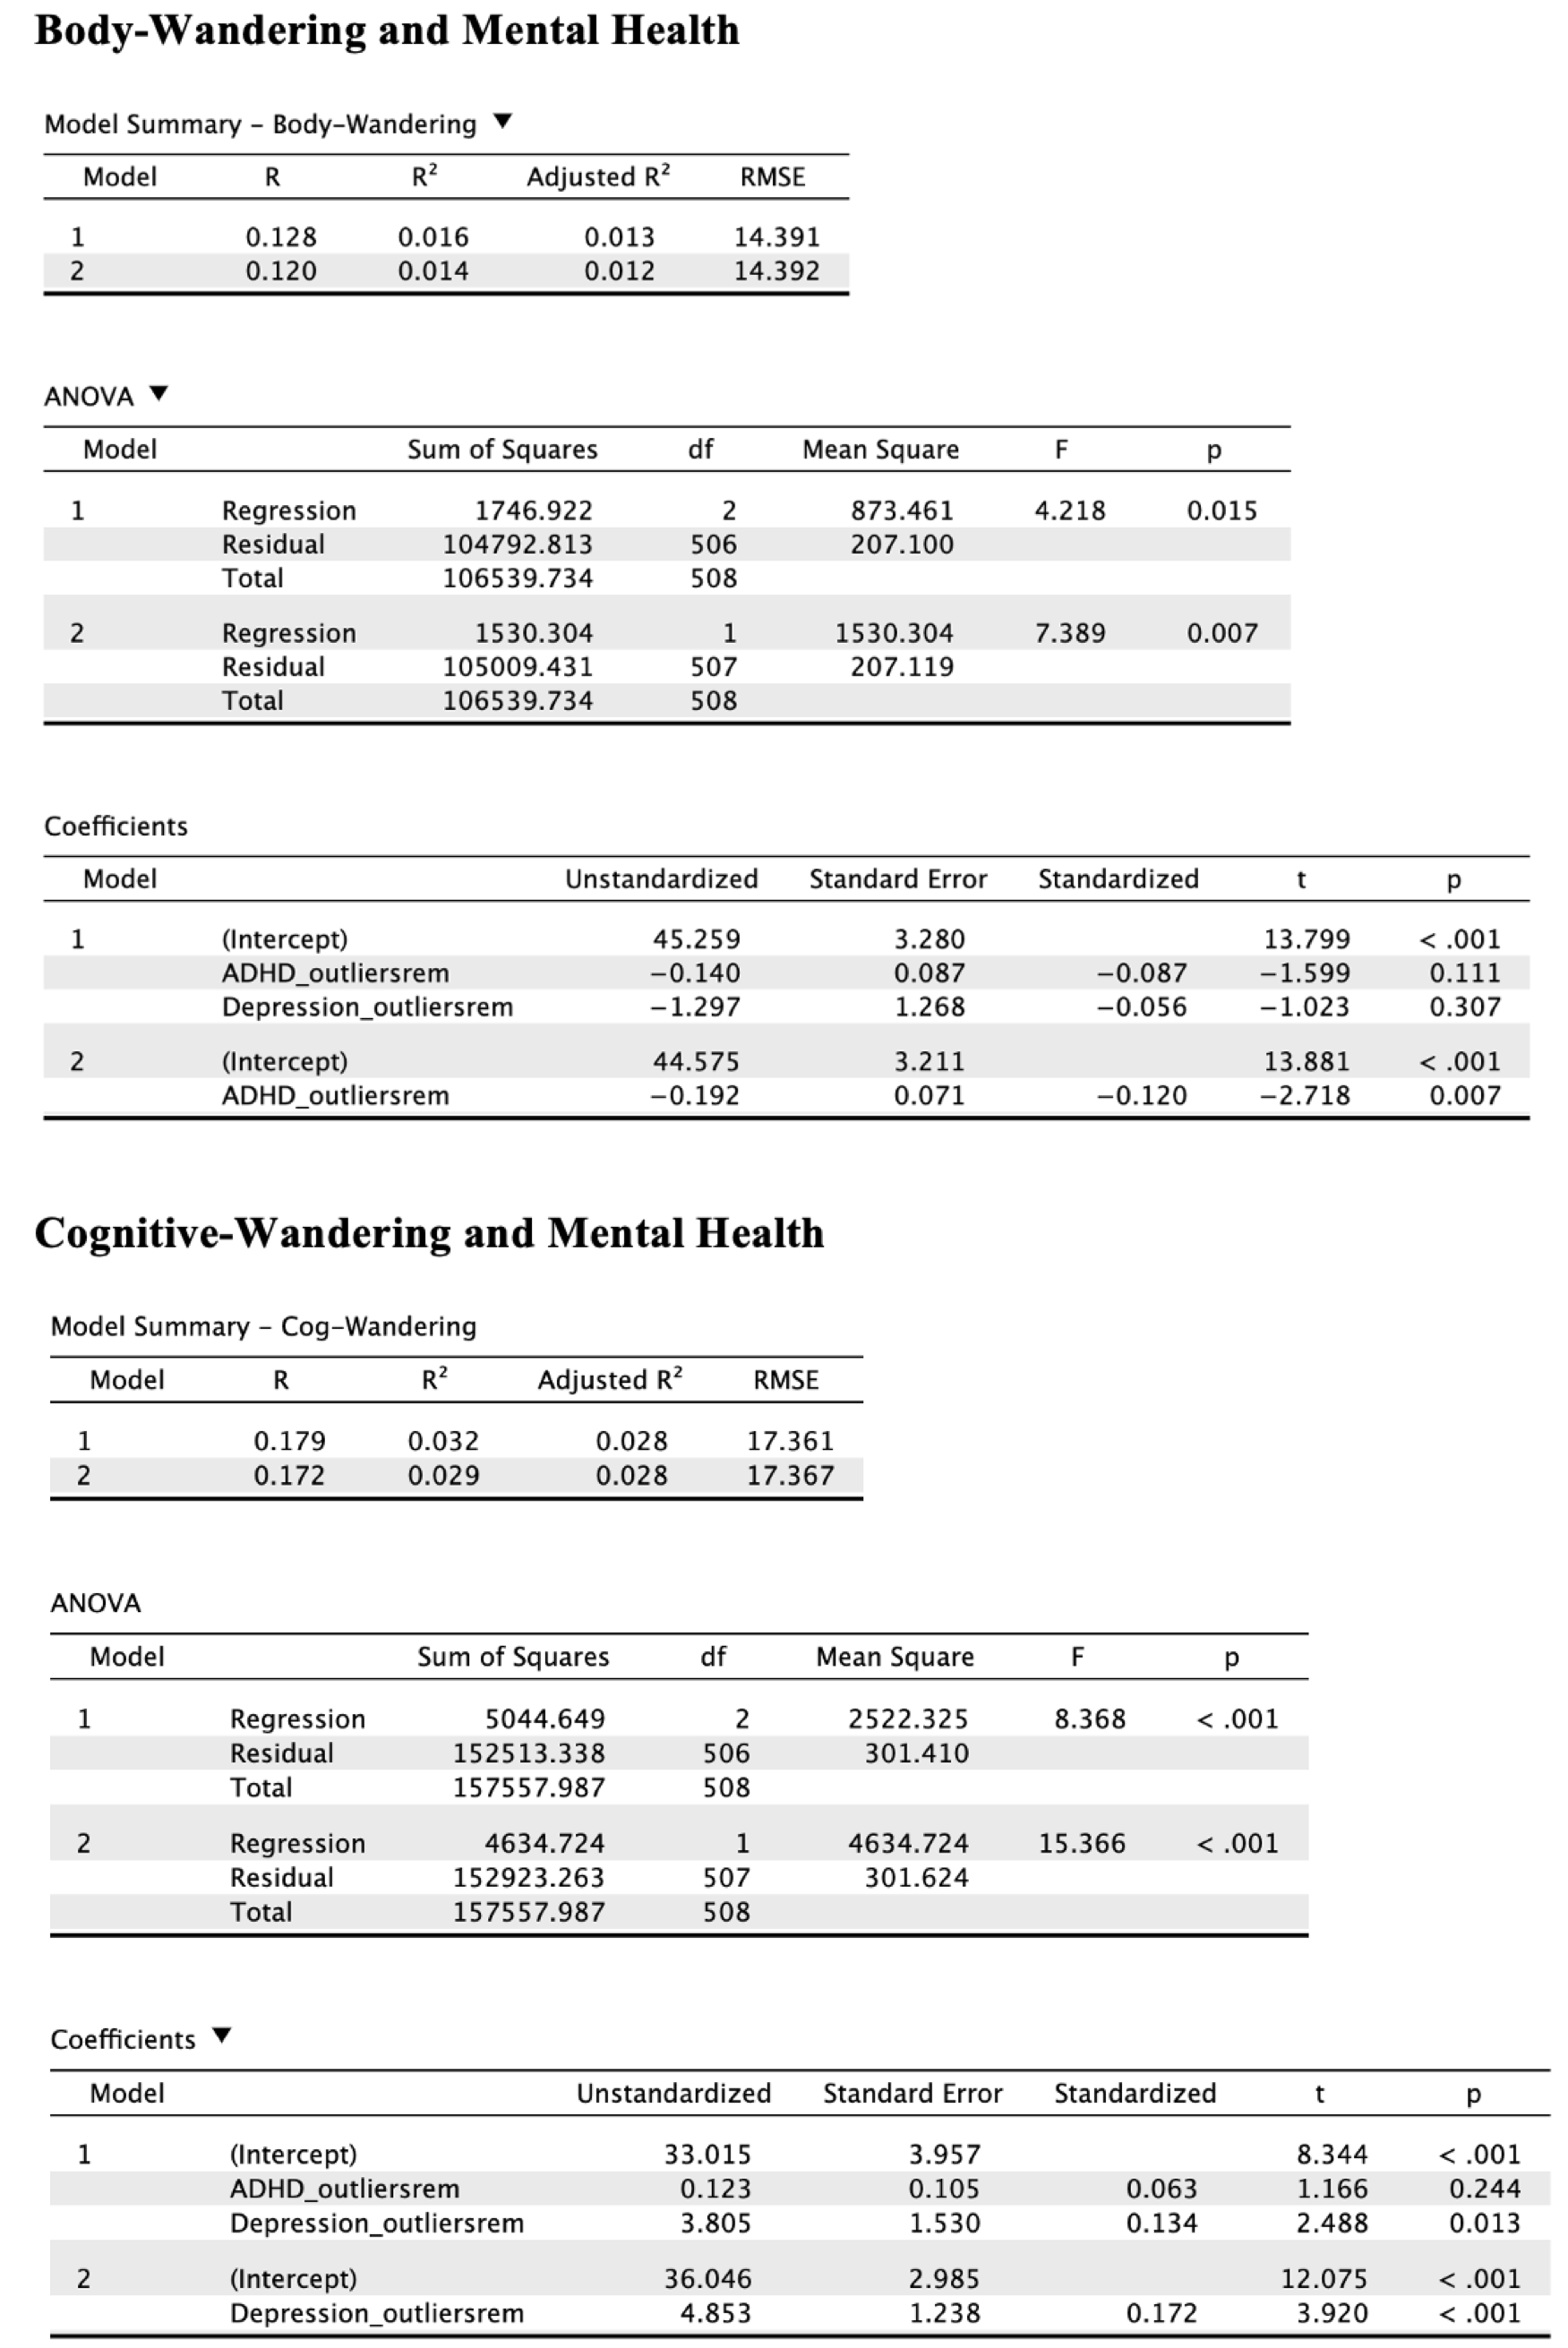 Body-Wandering and Mental Health
Model Summary – Body-Wandering ▼
Model R R² Adjusted R² RMSE
1 0.128 0.016 0.013 14.391
2 0.120 0.014 0.012 14.392
ANOVA ▼
Model Sum of Squares df Mean Square F p
1 Regression 1746.922 2 873.461 4.218 0.015
Residual 104792.813 506 207.100
Total 106539.734 508
2 Regression 1530.304 1 1530.304 7.389 0.007
Residual 105009.431 507 207.119
Total 106539.734 508
Coefficients
Model Unstandardized Standard Error Standardized t p
1 (Intercept) 45.259 3.280 13.799 < .001
ADHD_outliersrem −0.140 0.087 −0.087 −1.599 0.111
Depression_outliersrem −1.297 1.268 −0.056 −1.023 0.307
2 (Intercept) 44.575 3.211 13.881 < .001
ADHD_outliersrem −0.192 0.071 −0.120 −2.718 0.007
Cognitive-Wandering and Mental Health
Model Summary – Cog-Wandering
Model R R² Adjusted R² RMSE
1 0.179 0.032 0.028 17.361
2 0.172 0.029 0.028 17.367
ANOVA
Model Sum of Squares df Mean Square F p
1 Regression 5044.649 2 2522.325 8.368 < .001
Residual 152513.338 506 301.410
Total 157557.987 508
2 Regression 4634.724 1 4634.724 15.366 < .001
Residual 152923.263 507 301.624
Total 157557.987 508
Coefficients ▼
Model Unstandardized Standard Error Standardized t p
1 (Intercept) 33.015 3.957 8.344 < .001
ADHD_outliersrem 0.123 0.105 0.063 1.166 0.244
Depression_outliersrem 3.805 1.530 0.134 2.488 0.013
2 (Intercept) 36.046 2.985 12.075 < .001
Depression_outliersrem 4.853 1.238 0.172 3.920 < .001